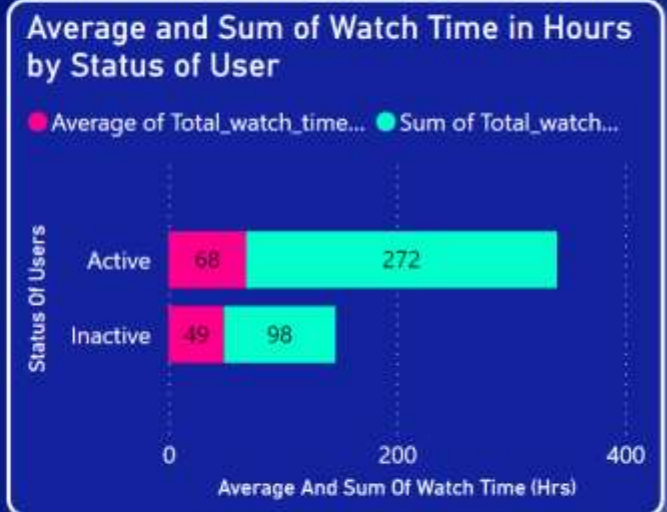 Average and Sum of Watch Time in Hours
by Status of User
Average of Total_watch_time... Sum of Total_watch...
Status Of Users
Active 68 272
Inactive 49 98
0 200 400
Average And Sum Of Watch Time (Hrs)